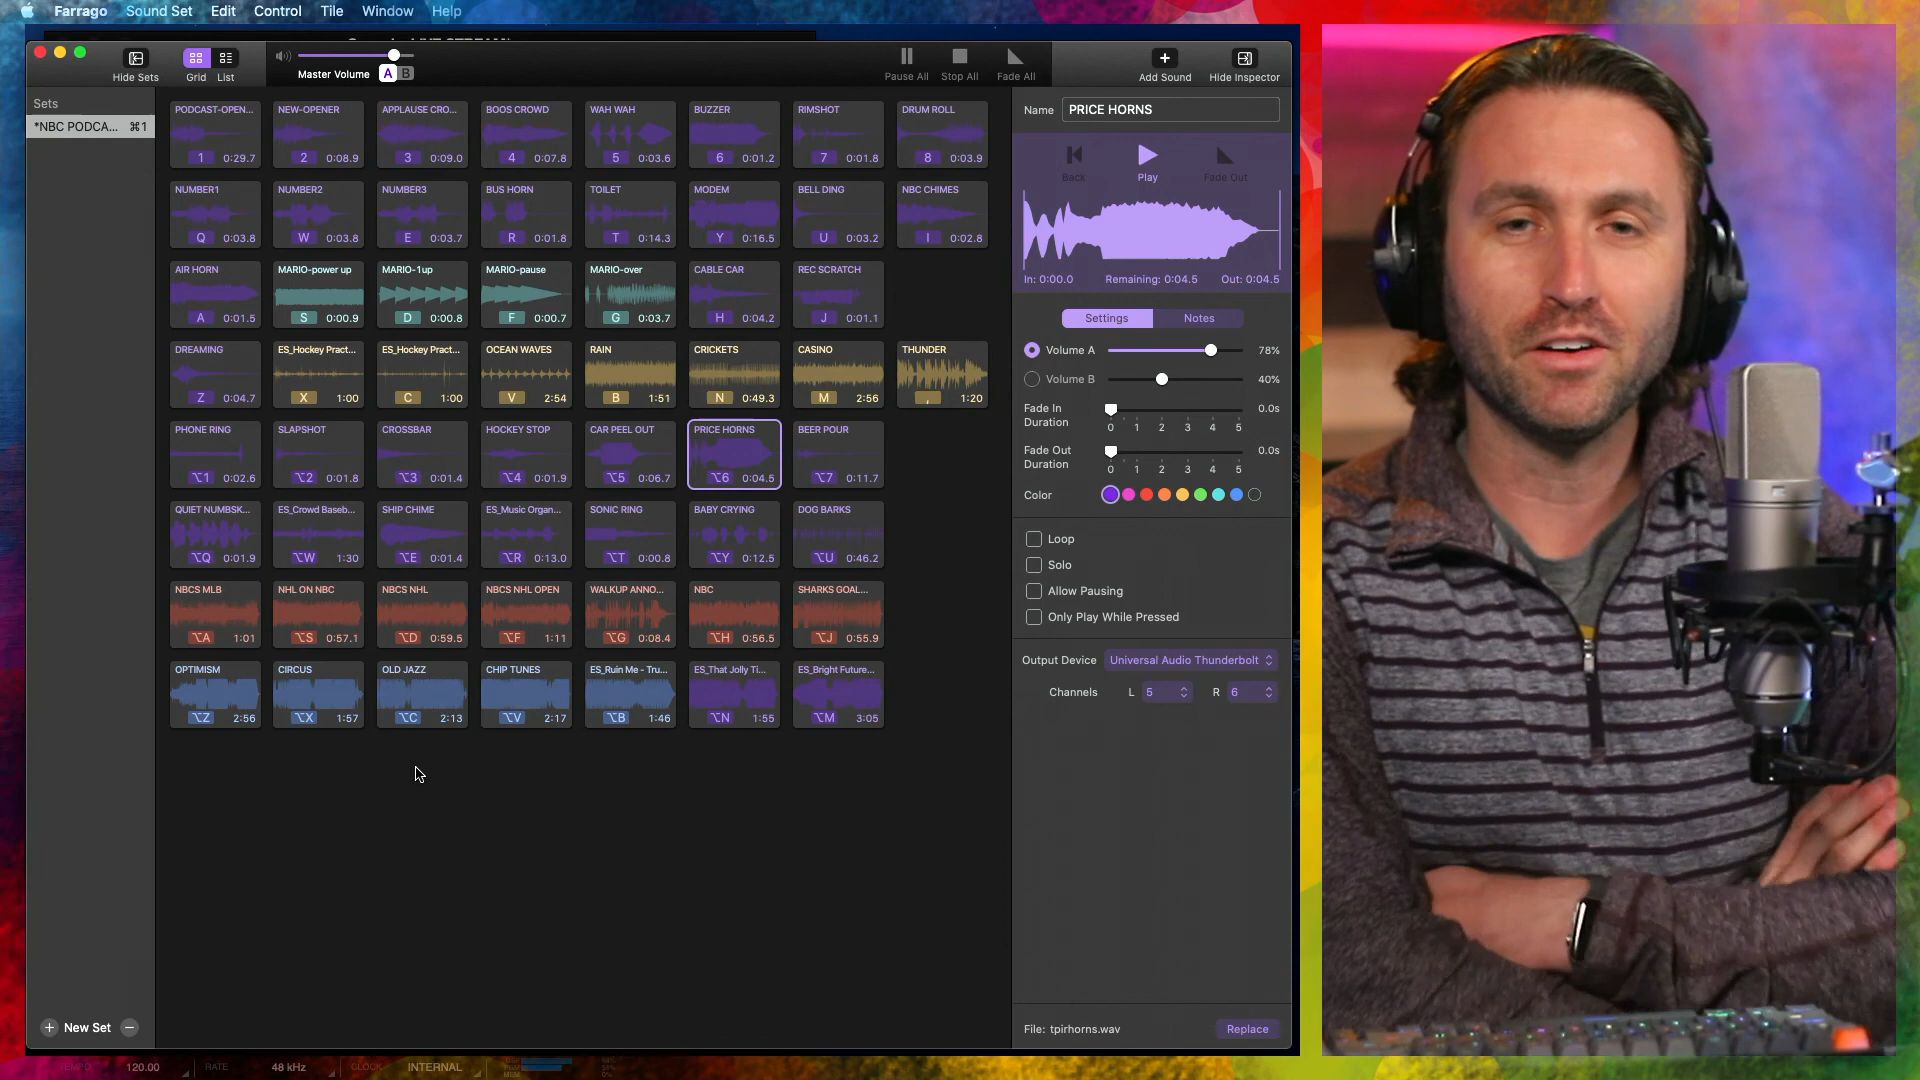 Farrago Sound Set Edit Control Tile Window Help
Hide Sets Grid List Master Volume A B Pause All Stop All Fade All Add Sound Hide Inspector
Sets
*NBC PODCA... ⌘1
PODCAST-OPEN... NEW-OPENER APPLAUSE CRO... BOOS CROWD WAH WAH BUZZER RIMSHOT DRUM ROLL
1 0:29.7 2 0:08.9 3 0:09.0 4 0:07.8 5 0:03.6 6 0:01.2 7 0:01.8 8 0:03.9
NUMBER1 NUMBER2 NUMBER3 BUS HORN TOILET MODEM BELL DING NBC CHIMES
Q 0:03.8 W 0:03.8 E 0:03.7 R 0:01.8 T 0:14.3 Y 0:16.5 U 0:03.2 I 0:02.8
AIR HORN MARIO-power up MARIO-1up MARIO-pause MARIO-over CABLE CAR REC SCRATCH
A 0:01.5 S 0:00.9 D 0:00.8 F 0:00.7 G 0:03.7 H 0:04.2 J 0:01.1
DREAMING ES_Hockey Pract... ES_Hockey Pract... OCEAN WAVES RAIN CRICKETS CASINO THUNDER
Z 0:04.7 X 1:00 C 1:00 V 2:54 B 1:51 N 0:49.3 M 2:56 , 1:20
PHONE RING SLAPSHOT CROSSBAR HOCKEY STOP CAR PEEL OUT PRICE HORNS BEER POUR
⌥1 0:02.6 ⌥2 0:01.8 ⌥3 0:01.4 ⌥4 0:01.9 ⌥5 0:06.7 ⌥6 0:04.5 ⌥7 0:11.7
QUIET NUMBSK... ES_Crowd Baseb... SHIP CHIME ES_Music Organ... SONIC RING BABY CRYING DOG BARKS
⌥Q 0:01.9 ⌥W 1:30 ⌥E 0:01.4 ⌥R 0:13.0 ⌥T 0:00.8 ⌥Y 0:12.5 ⌥U 0:46.2
NBCS MLB NHL ON NBC NBCS NHL NBCS NHL OPEN WALKUP ANNO... NBC SHARKS GOAL...
⌥A 1:01 ⌥S 0:57.1 ⌥D 0:59.5 ⌥F 1:11 ⌥G 0:08.4 ⌥H 0:56.5 ⌥J 0:55.9
OPTIMISM CIRCUS OLD JAZZ CHIP TUNES ES_Ruin Me - Tru... ES_That Jolly Ti... ES_Bright Future...
⌥Z 2:56 ⌥X 1:57 ⌥C 2:13 ⌥V 2:17 ⌥B 1:46 ⌥N 1:55 ⌥M 3:05
Name PRICE HORNS
Back Play Fade Out
In: 0:00.0 Remaining: 0:04.5 Out: 0:04.5
Settings Notes
Volume A 78%
Volume B 40%
Fade In Duration 0.0s
0 1 2 3 4 5
Fade Out Duration 0.0s
0 1 2 3 4 5
Color
Loop
Solo
Allow Pausing
Only Play While Pressed
Output Device Universal Audio Thunderbolt
Channels L 5 R 6
File: tpirhorns.wav Replace
+ New Set −
TEMPO 120.00 RATE 48 kHz CLOCK INTERNAL